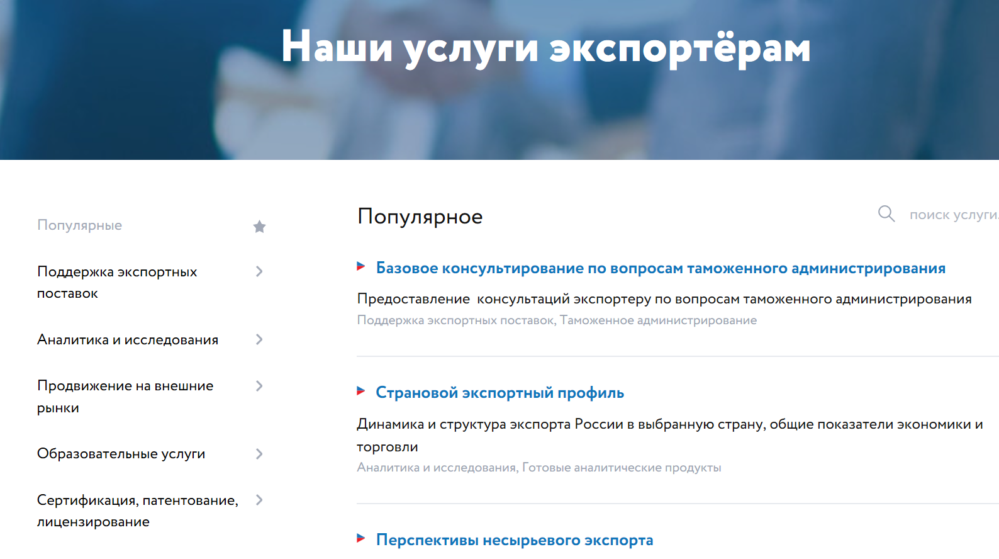 Наши услуги экспортёрам
Популярные
Поддержка экспортных
поставок
Аналитика и исследования
Продвижение на внешние
рынки
Образовательные услуги
Сертификация, патентование,
лицензирование
Популярное
поиск услуги.
Базовое консультирование по вопросам таможенного администрирования
Предоставление  консультаций экспортеру по вопросам таможенного администрирования
Поддержка экспортных поставок, Таможенное администрирование
Страновой экспортный профиль
Динамика и структура экспорта России в выбранную страну, общие показатели экономики и
торговли
Аналитика и исследования, Готовые аналитические продукты
Перспективы несырьевого экспорта